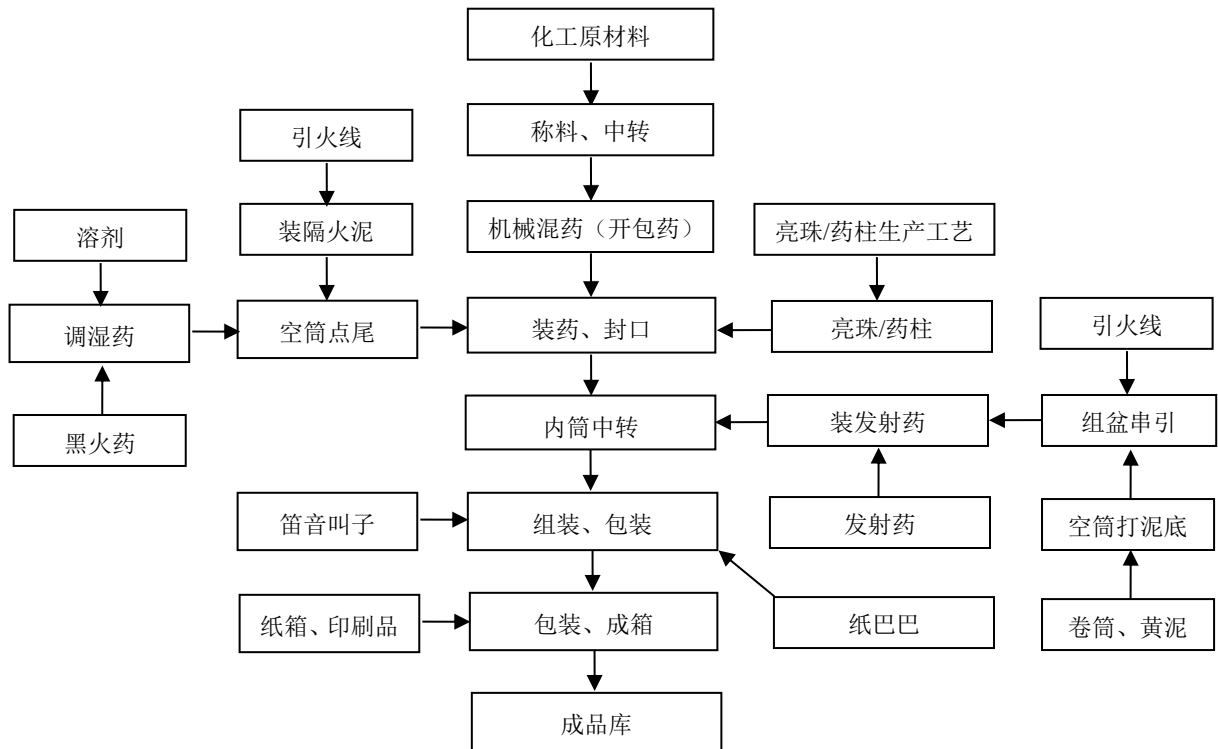 化工原材料
引火线
称料、中转
溶剂
装隔火泥
机械混药（开包药）
亮珠/药柱生产工艺
调湿药
空筒点尾
装药、封口
亮珠/药柱
引火线
黑火药
内筒中转
装发射药
组盆串引
笛音叫子
组装、包装
发射药
空筒打泥底
纸箱、印刷品
包装、成箱
纸巴巴
卷筒、黄泥
成品库